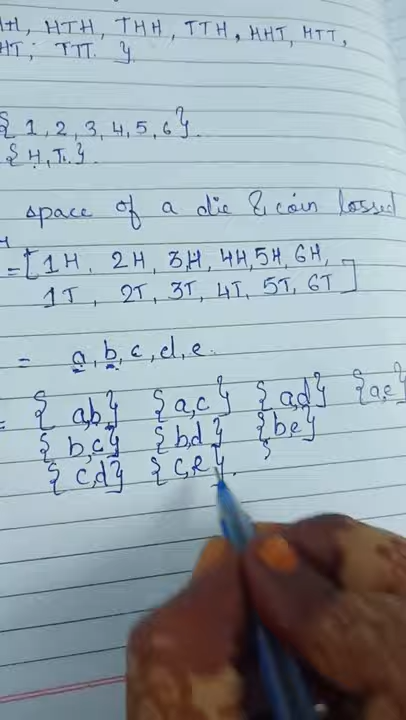 HTH, THH, TTH, HHT, HTT,
HT; TTT. }
{ 1, 2, 3, 4, 5, 6 }.
{ H, T. }
space of a die & coin tossed
= [ 1H, 2H, 3H, 4H, 5H, 6H,
1T, 2T, 3T, 4T, 5T, 6T ]
= a, b, c, d, e.
= { a,b } { a,c } { a,d } { a,e }
{ b,c } { b,d } { b,e }
{ c,d } { c,e }. {